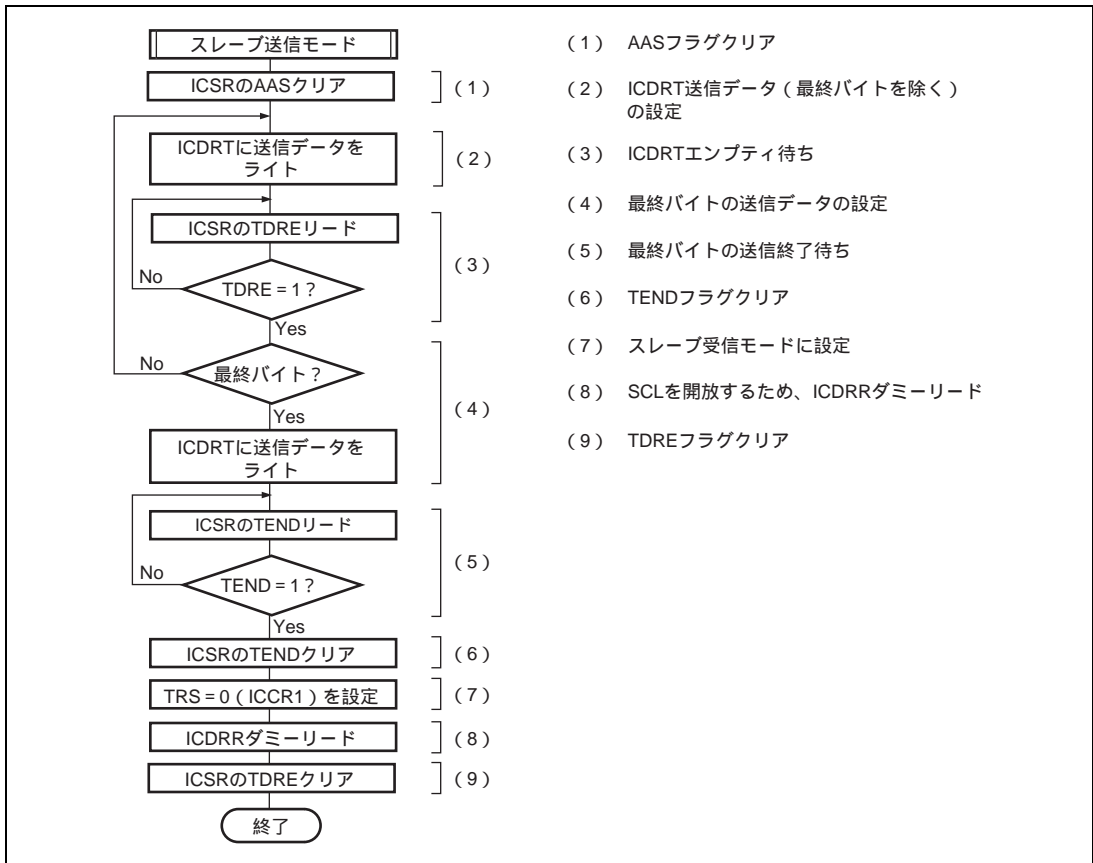 スレーブ送信モード
ICSRのAASクリア
(1)
ICDRTに送信データを
ライト
(2)
ICSRのTDREリード
(3)
No
TDRE=1?
Yes
No
最終バイト?
(4)
Yes
ICDRTに送信データを
ライト
ICSRのTENDリード
(5)
No
TEND=1?
Yes
ICSRのTENDクリア
(6)
TRS=0(ICCR1)を設定
(7)
ICDRRダミーリード
(8)
ICSRのTDREクリア
(9)
終了
(1) AASフラグクリア
(2) ICDRT送信データ(最終バイトを除く)
の設定
(3) ICDRTエンプティ待ち
(4) 最終バイトの送信データの設定
(5) 最終バイトの送信終了待ち
(6) TENDフラグクリア
(7) スレーブ受信モードに設定
(8) SCLを開放するため、ICDRRダミーリード
(9) TDREフラグクリア